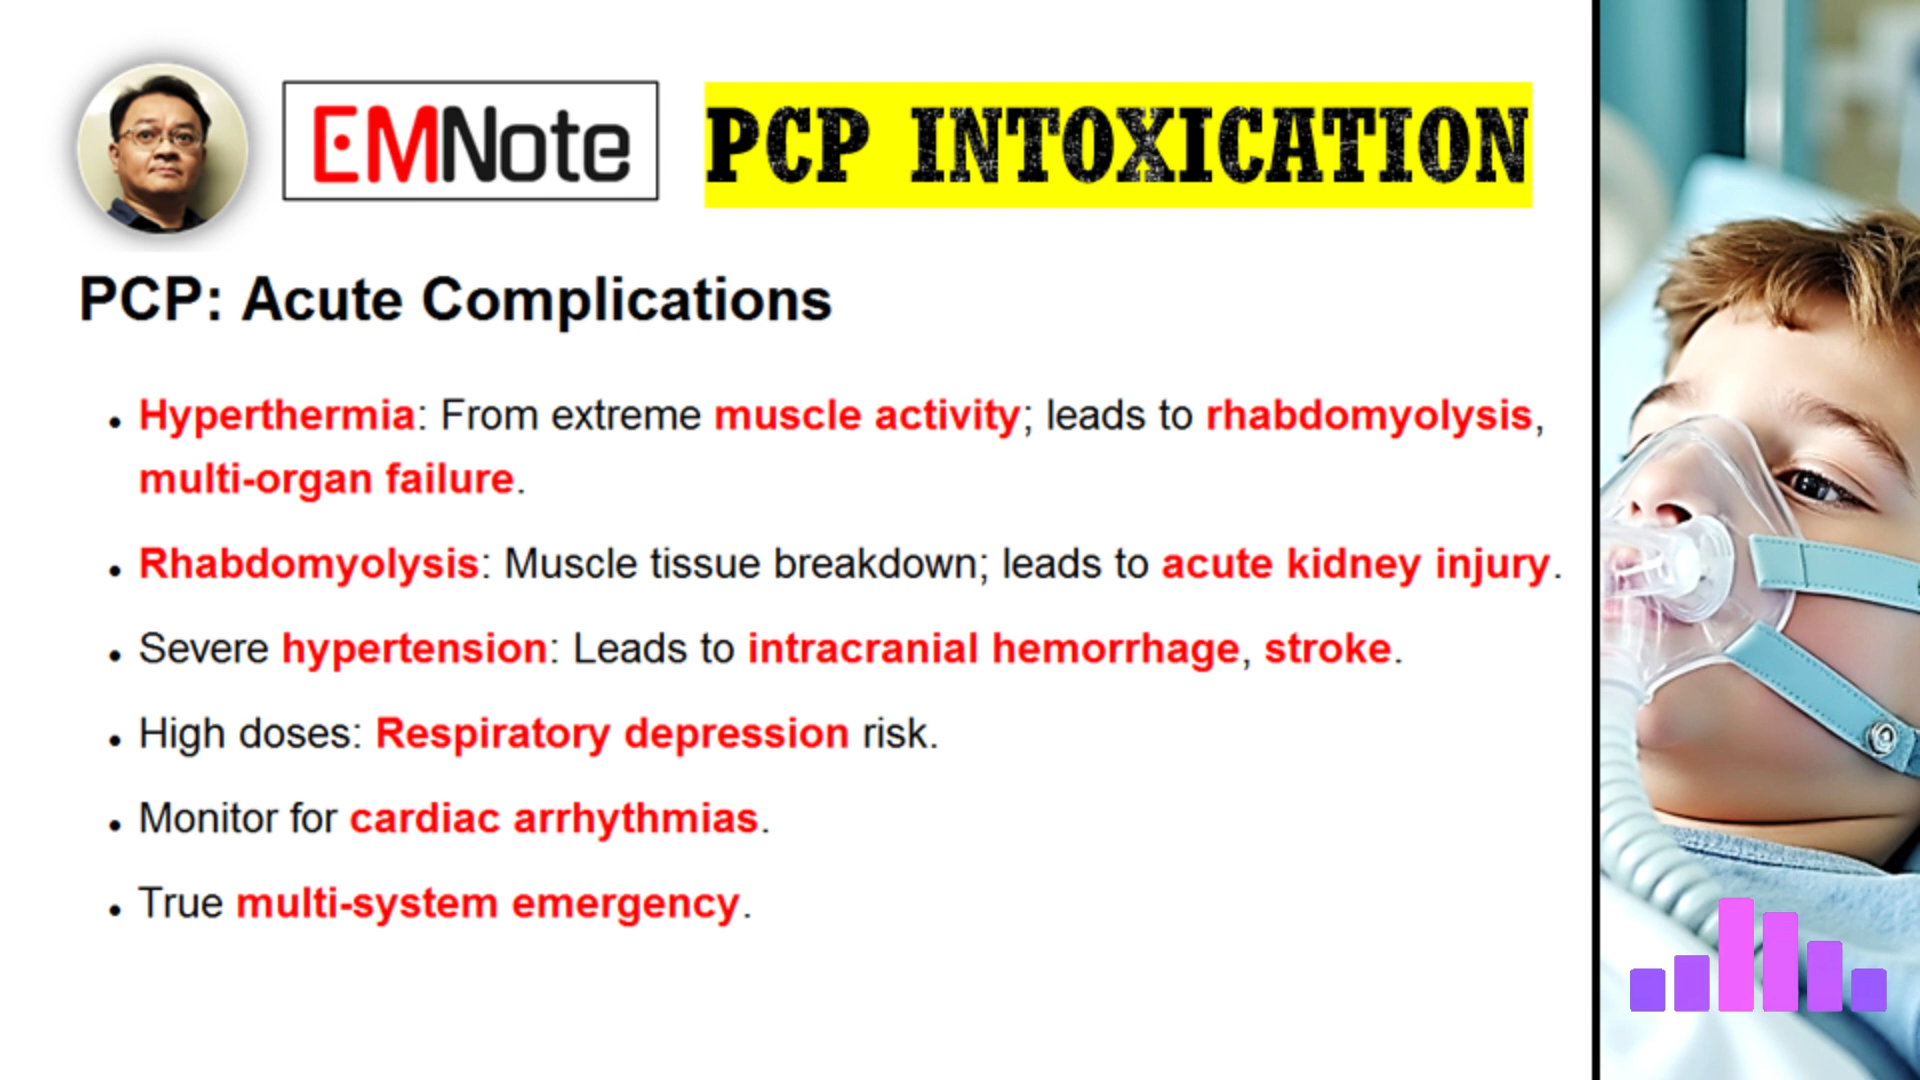 EMNote
PCP INTOXICATION
PCP: Acute Complications
• Hyperthermia: From extreme muscle activity; leads to rhabdomyolysis,
multi-organ failure.
• Rhabdomyolysis: Muscle tissue breakdown; leads to acute kidney injury.
• Severe hypertension: Leads to intracranial hemorrhage, stroke.
• High doses: Respiratory depression risk.
• Monitor for cardiac arrhythmias.
• True multi-system emergency.